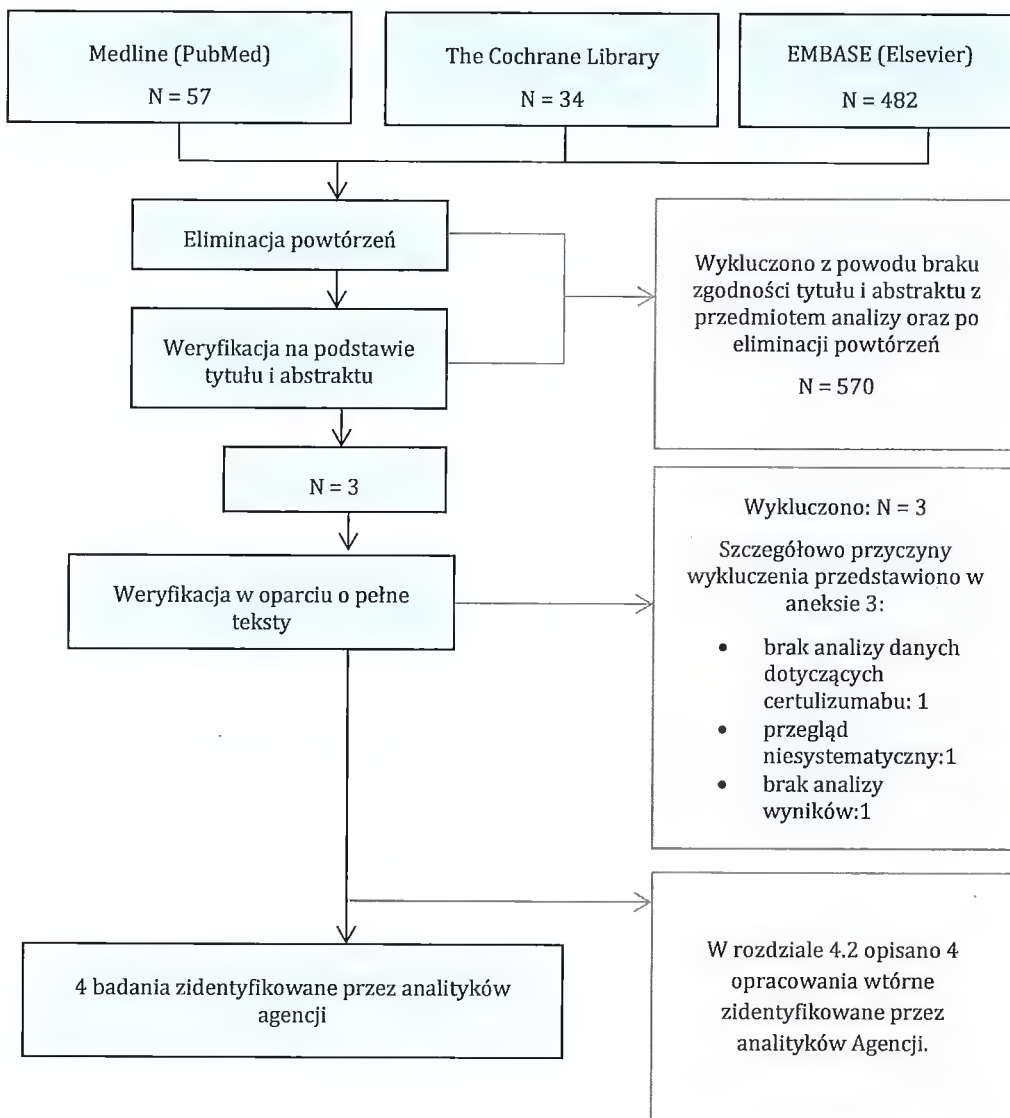 Medline (PubMed)
N = 57
The Cochrane Library
N = 34
EMBASE (Elsevier)
N = 482
Eliminacja powtórzeń
Wykluczono z powodu braku
zgodności tytułu i abstraktu z
przedmiotem analizy oraz po
eliminacji powtórzeń
N = 570
Weryfikacja na podstawie
tytułu i abstraktu
N = 3
Wykluczono: N = 3
Szczegółowo przyczyny
wykluczenia przedstawiono w
aneksie 3:
• brak analizy danych
dotyczących
certulizumabu: 1
• przegląd
niesystematyczny:1
• brak analizy
wyników:1
Weryfikacja w oparciu o pełne
teksty
4 badania zidentyfikowane przez analityków
agencji
W rozdziale 4.2 opisano 4
opracowania wtórne
zidentyfikowane przez
analityków Agencji.